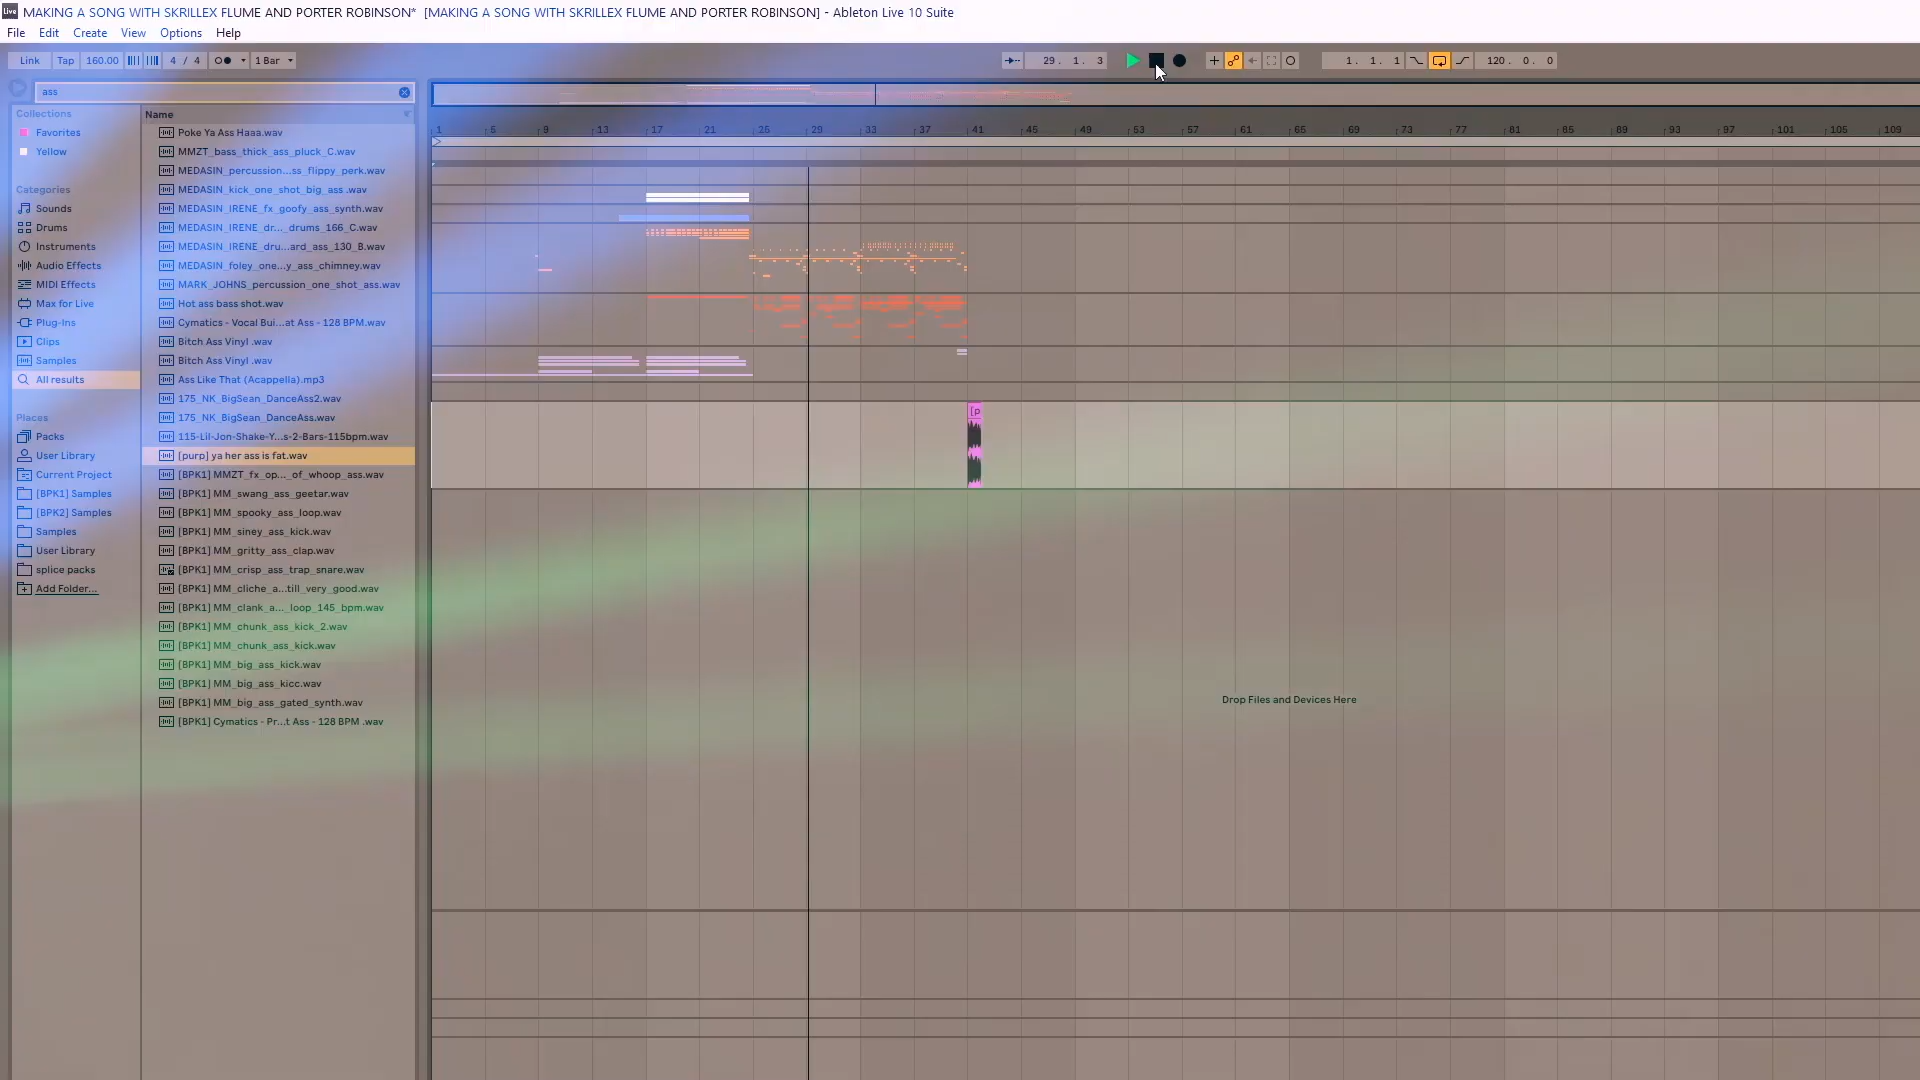 Live MAKING A SONG WITH SKRILLEX FLUME AND PORTER ROBINSON* [MAKING A SONG WITH SKRILLEX FLUME AND PORTER ROBINSON] - Ableton Live 10 Suite
File Edit Create View Options Help
Link Tap 160.00 4 / 4 1 Bar 29. 1. 3 1. 1. 1 120. 0. 0
ass
Collections
Favorites
Yellow
Categories
Sounds
Drums
Instruments
Audio Effects
MIDI Effects
Max for Live
Plug-Ins
Clips
Samples
All results
Places
Packs
User Library
Current Project
[BPK1] Samples
[BPK2] Samples
Samples
User Library
splice packs
Add Folder...
Name
Poke Ya Ass Haaa.wav
MMZT_bass_thick_ass_pluck_C.wav
MEDASIN_percussion...ss_flippy_perk.wav
MEDASIN_kick_one_shot_big_ass .wav
MEDASIN_IRENE_fx_goofy_ass_synth.wav
MEDASIN_IRENE_dr..._drums_166_C.wav
MEDASIN_IRENE_dru...ard_ass_130_B.wav
MEDASIN_foley_one...y_ass_chimney.wav
MARK_JOHNS_percussion_one_shot_ass.wav
Hot ass bass shot.wav
Cymatics - Vocal Bui...at Ass - 128 BPM.wav
Bitch Ass Vinyl .wav
Bitch Ass Vinyl .wav
Ass Like That (Acappella).mp3
175_NK_BigSean_DanceAss2.wav
175_NK_BigSean_DanceAss.wav
115-Lil-Jon-Shake-Y...s-2-Bars-115bpm.wav
[purp] ya her ass is fat.wav
[BPK1] MMZT_fx_op..._of_whoop_ass.wav
[BPK1] MM_swang_ass_geetar.wav
[BPK1] MM_spooky_ass_loop.wav
[BPK1] MM_siney_ass_kick.wav
[BPK1] MM_gritty_ass_clap.wav
[BPK1] MM_crisp_ass_trap_snare.wav
[BPK1] MM_cliche_a...till_very_good.wav
[BPK1] MM_clank_a..._loop_145_bpm.wav
[BPK1] MM_chunk_ass_kick_2.wav
[BPK1] MM_chunk_ass_kick.wav
[BPK1] MM_big_ass_kick.wav
[BPK1] MM_big_ass_kicc.wav
[BPK1] MM_big_ass_gated_synth.wav
[BPK1] Cymatics - Pr...t Ass - 128 BPM .wav
1 5 9 13 17 21 25 29 33 37 41 45 49 53 57 61 65 69 73 77 81 85 89 93 97 101 105 109
[p
Drop Files and Devices Here